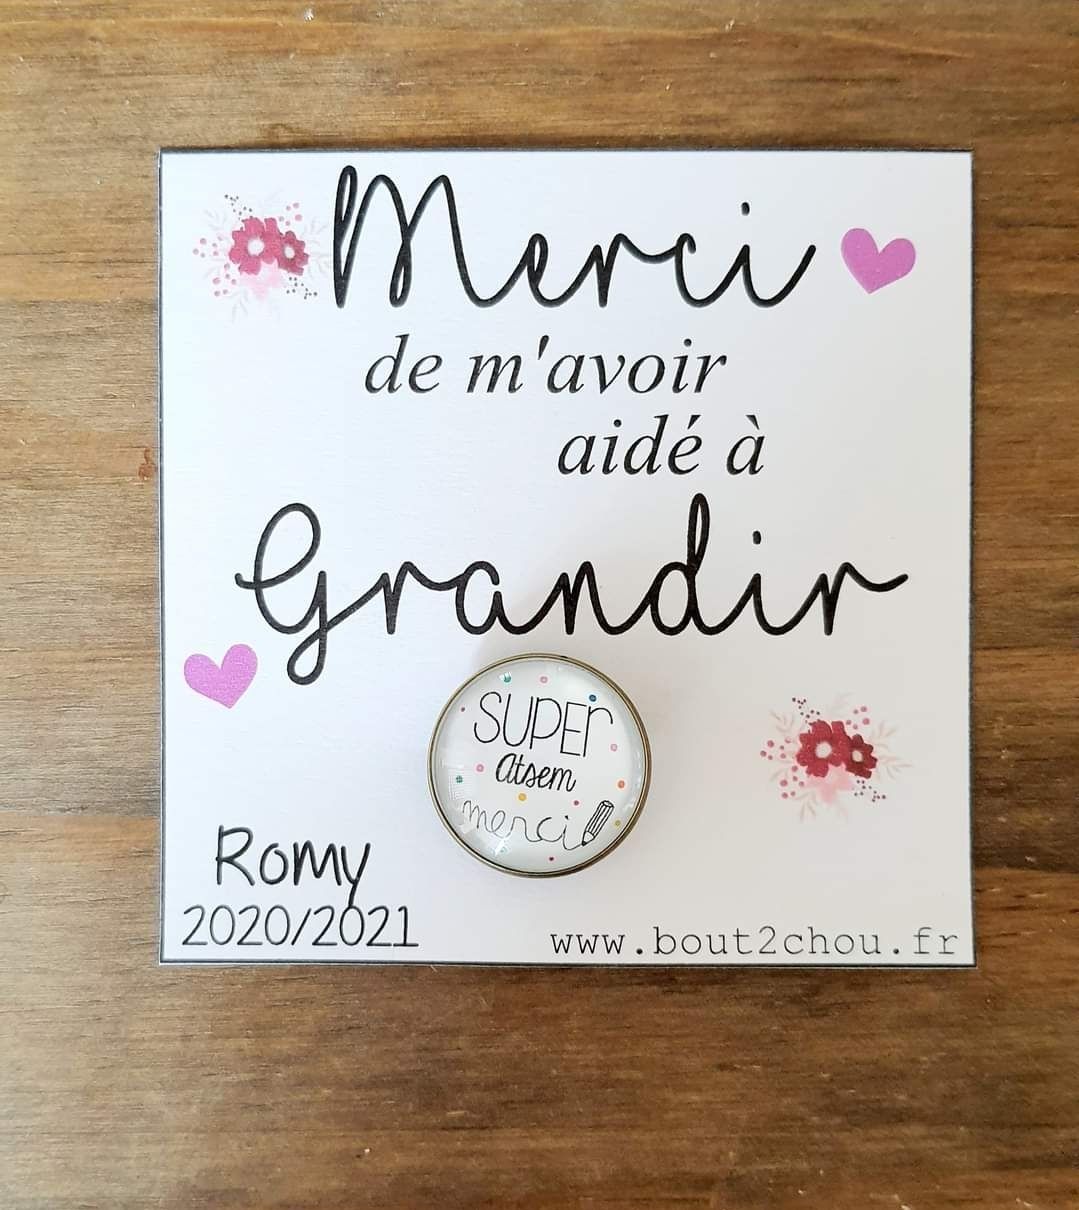 Merci
de m'avoir
aidé à
Grandir
SUPER
atsem
merci
Romy
2020/2021
www.bout2chou.fr